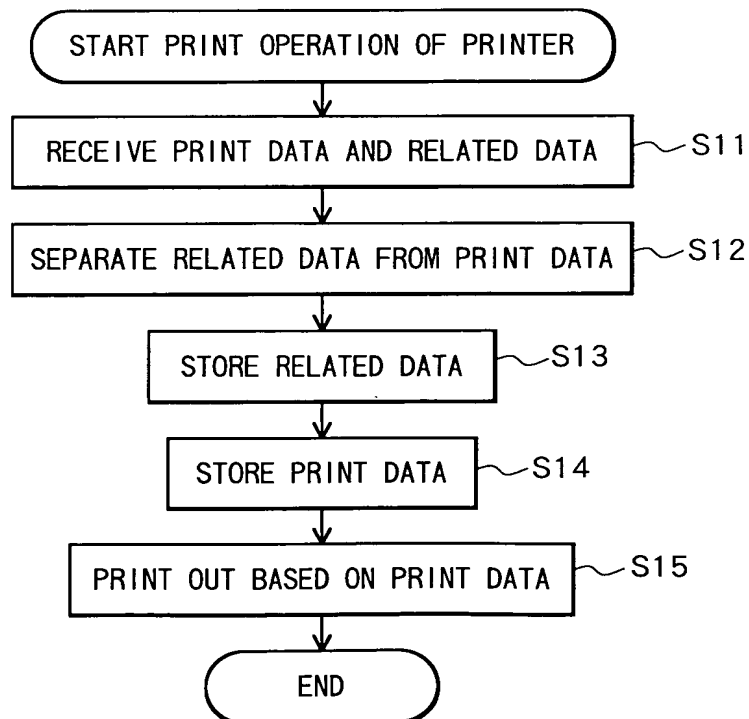 START PRINT OPERATION OF PRINTER
RECEIVE PRINT DATA AND RELATED DATA
S11
SEPARATE RELATED DATA FROM PRINT DATA
S12
STORE RELATED DATA
S13
STORE PRINT DATA
S14
PRINT OUT BASED ON PRINT DATA
S15
END